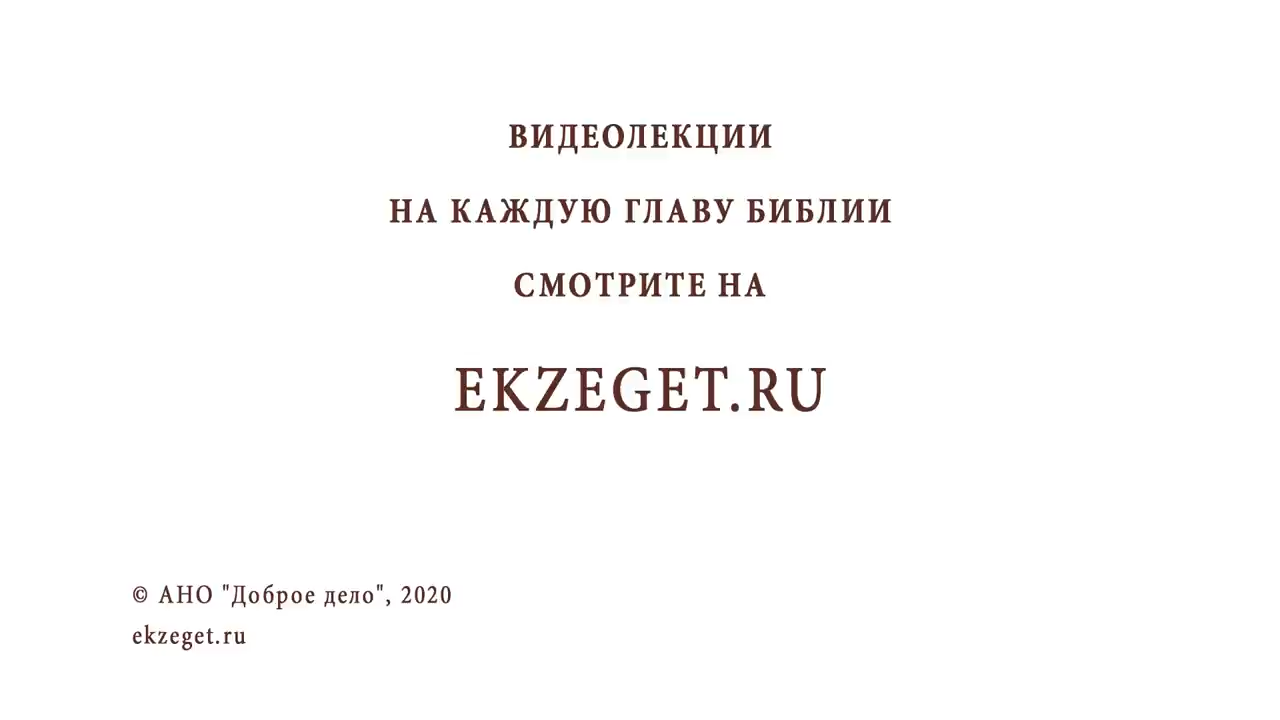 ВИДЕОЛЕКЦИИ
НА КАЖДУЮ ГЛАВУ БИБЛИИ
СМОТРИТЕ НА
EKZEGET.RU
© АНО "Доброе дело", 2020
ekzeget.ru